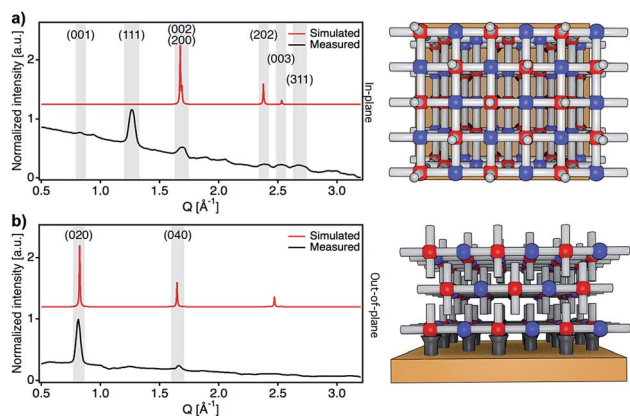 a)
(001)
(111)
(002)
(200)
(202)
(003)
(311)
Simulated
Measured
Normalized intensity [a.u.]
2
1
0
0.5
1.0
1.5
2.0
2.5
3.0
Q [Å⁻¹]
In-plane
b)
(020)
(040)
Simulated
Measured
Normalized intensity [a.u.]
2
1
0
0.5
1.0
1.5
2.0
2.5
3.0
Q [Å⁻¹]
Out-of-plane